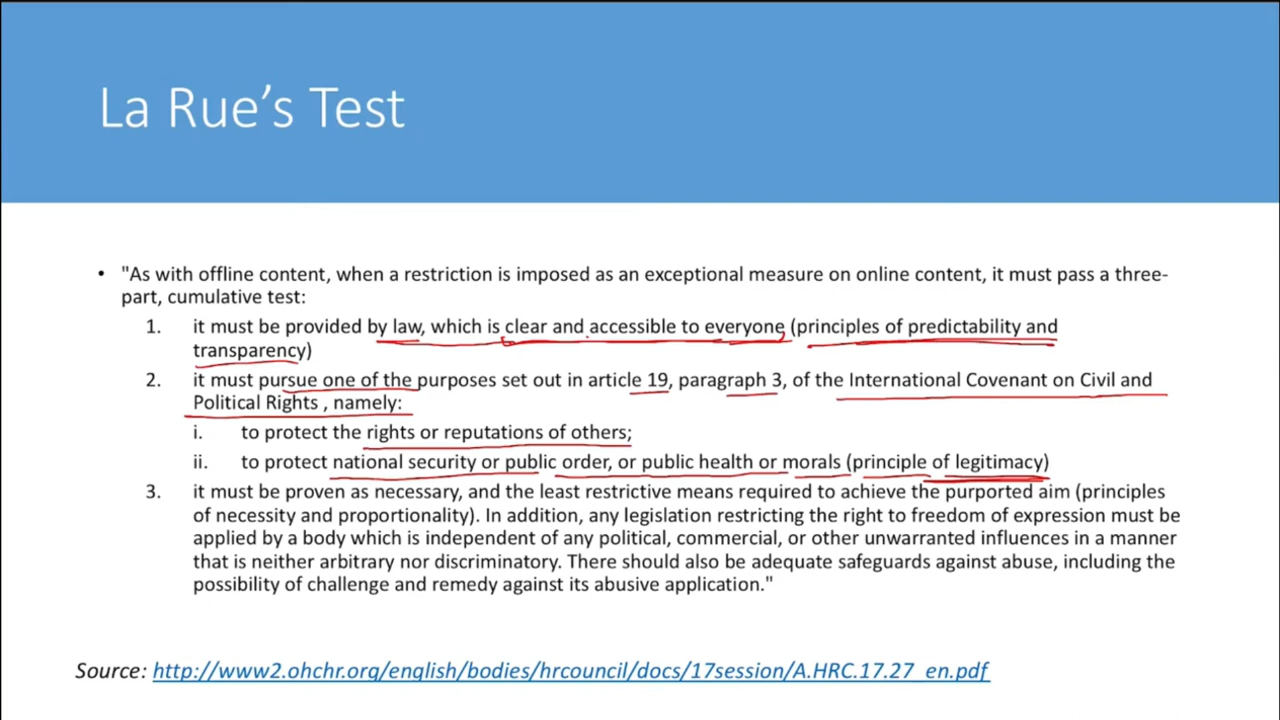 La Rue's Test
• "As with offline content, when a restriction is imposed as an exceptional measure on online content, it must pass a three-
part, cumulative test:
1. it must be provided by law, which is clear and accessible to everyone (principles of predictability and
transparency)
2. it must pursue one of the purposes set out in article 19, paragraph 3, of the International Covenant on Civil and
Political Rights , namely:
i. to protect the rights or reputations of others;
ii. to protect national security or public order, or public health or morals (principle of legitimacy)
3. it must be proven as necessary, and the least restrictive means required to achieve the purported aim (principles
of necessity and proportionality). In addition, any legislation restricting the right to freedom of expression must be
applied by a body which is independent of any political, commercial, or other unwarranted influences in a manner
that is neither arbitrary nor discriminatory. There should also be adequate safeguards against abuse, including the
possibility of challenge and remedy against its abusive application."
Source: http://www2.ohchr.org/english/bodies/hrcouncil/docs/17session/A.HRC.17.27_en.pdf